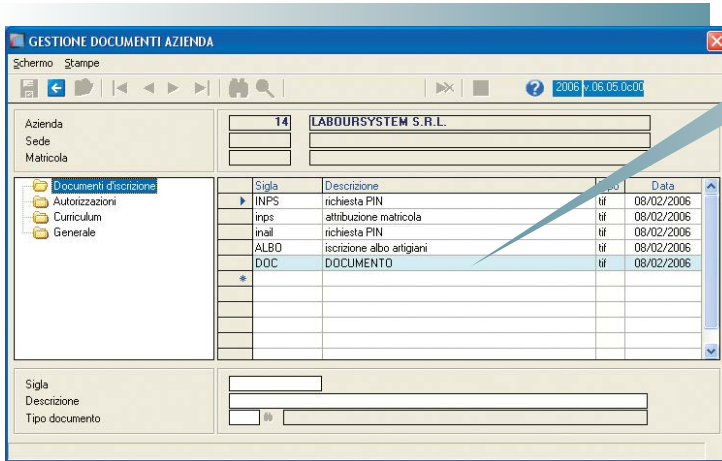 GESTIONE DOCUMENTI AZIENDA
Schermo Stampe
2006 v.06.05.0c00
Azienda 14 LABOURSYSTEM S.R.L.
Sede
Matricola
Documenti d'iscrizione
Autorizzazioni
Curriculum
Generale
Sigla Descrizione Data
INPS richiesta PIN tif 08/02/2006
inps attribuzione matricola tif 08/02/2006
inail richiesta PIN tif 08/02/2006
ALBO iscrizione albo artigiani tif 08/02/2006
DOC DOCUMENTO tif 08/02/2006
Sigla
Descrizione
Tipo documento